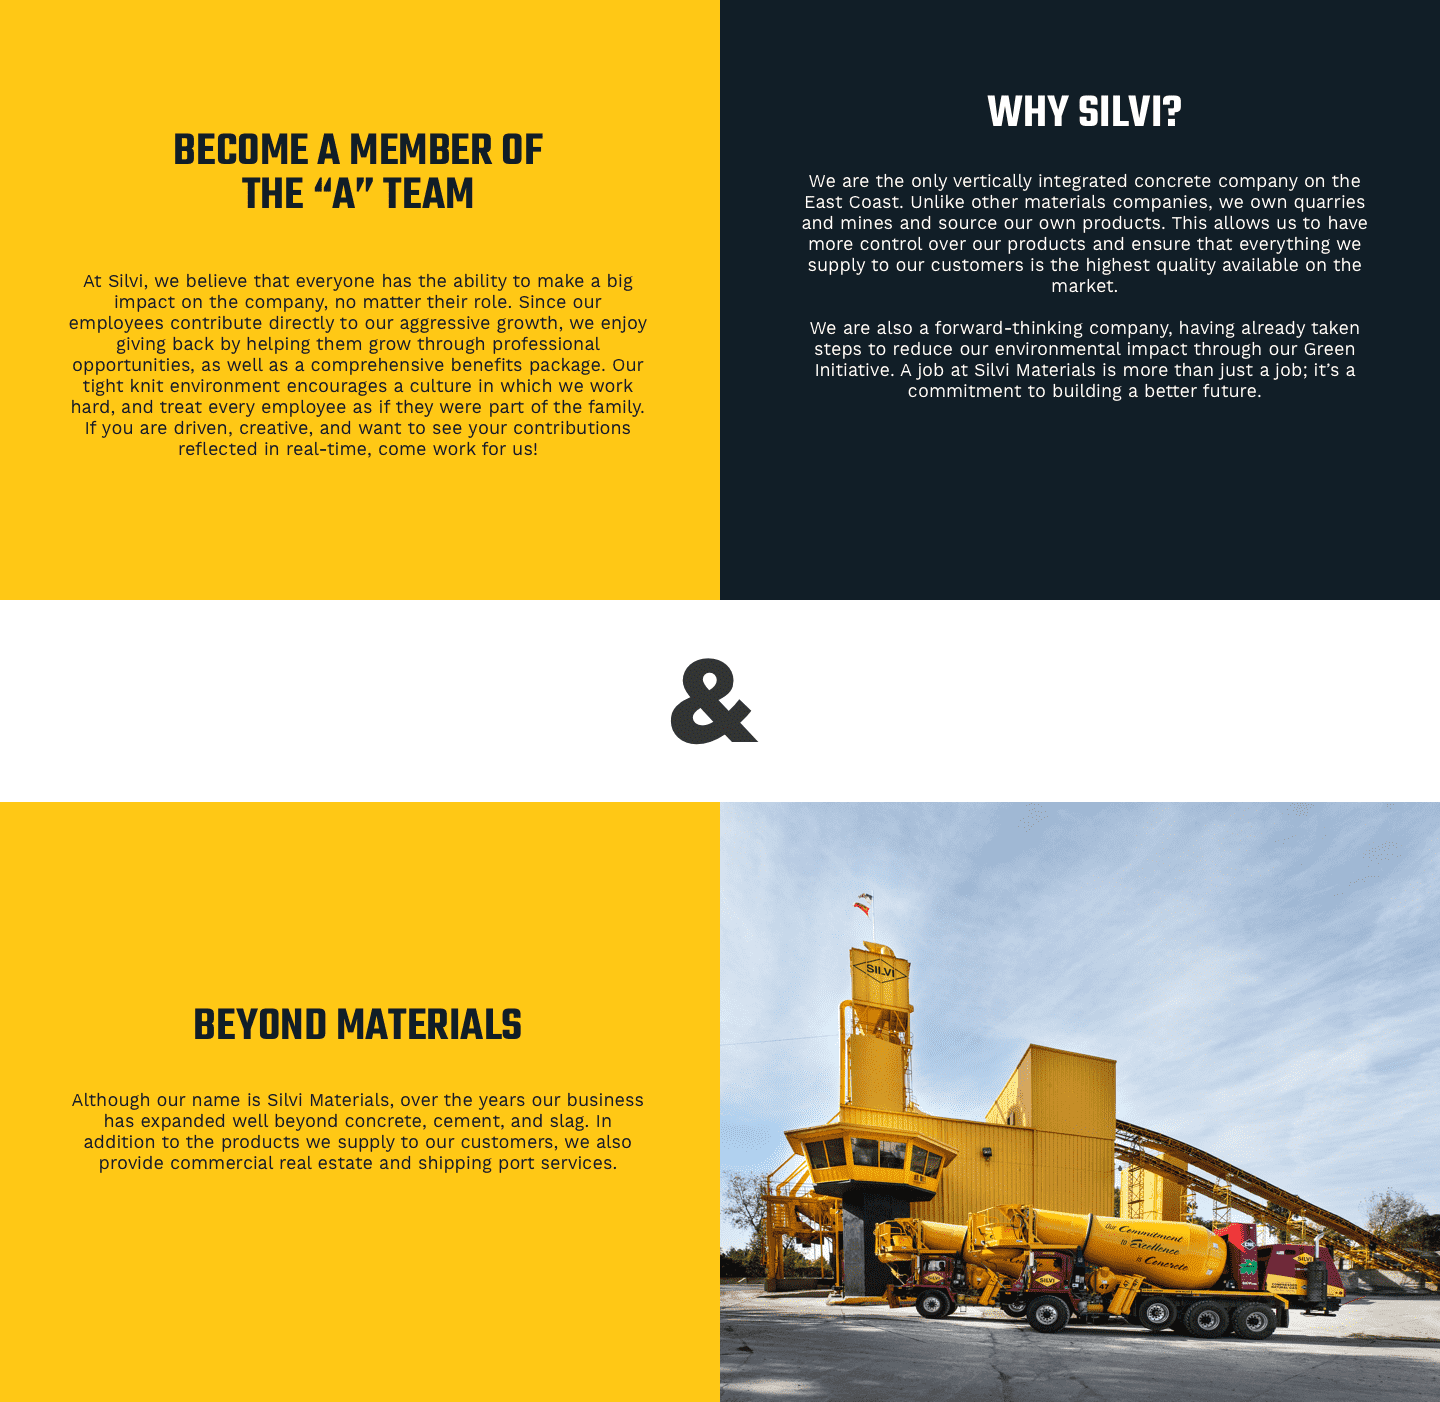 BECOME A MEMBER OF
THE “A” TEAM
At Silvi, we believe that everyone has the ability to make a big
impact on the company, no matter their role. Since our
employees contribute directly to our aggressive growth, we enjoy
giving back by helping them grow through professional
opportunities, as well as a comprehensive benefits package. Our
tight knit environment encourages a culture in which we work
hard, and treat every employee as if they were part of the family.
If you are driven, creative, and want to see your contributions
reflected in real-time, come work for us!
WHY SILVI?
We are the only vertically integrated concrete company on the
East Coast. Unlike other materials companies, we own quarries
and mines and source our own products. This allows us to have
more control over our products and ensure that everything we
supply to our customers is the highest quality available on the
market.
We are also a forward-thinking company, having already taken
steps to reduce our environmental impact through our Green
Initiative. A job at Silvi Materials is more than just a job; it’s a
commitment to building a better future.
&
BEYOND MATERIALS
Although our name is Silvi Materials, over the years our business
has expanded well beyond concrete, cement, and slag. In
addition to the products we supply to our customers, we also
provide commercial real estate and shipping port services.
SILVI
Our Commitment
to Excellence
is Concrete
SILVI
SILVI
SILVI
47